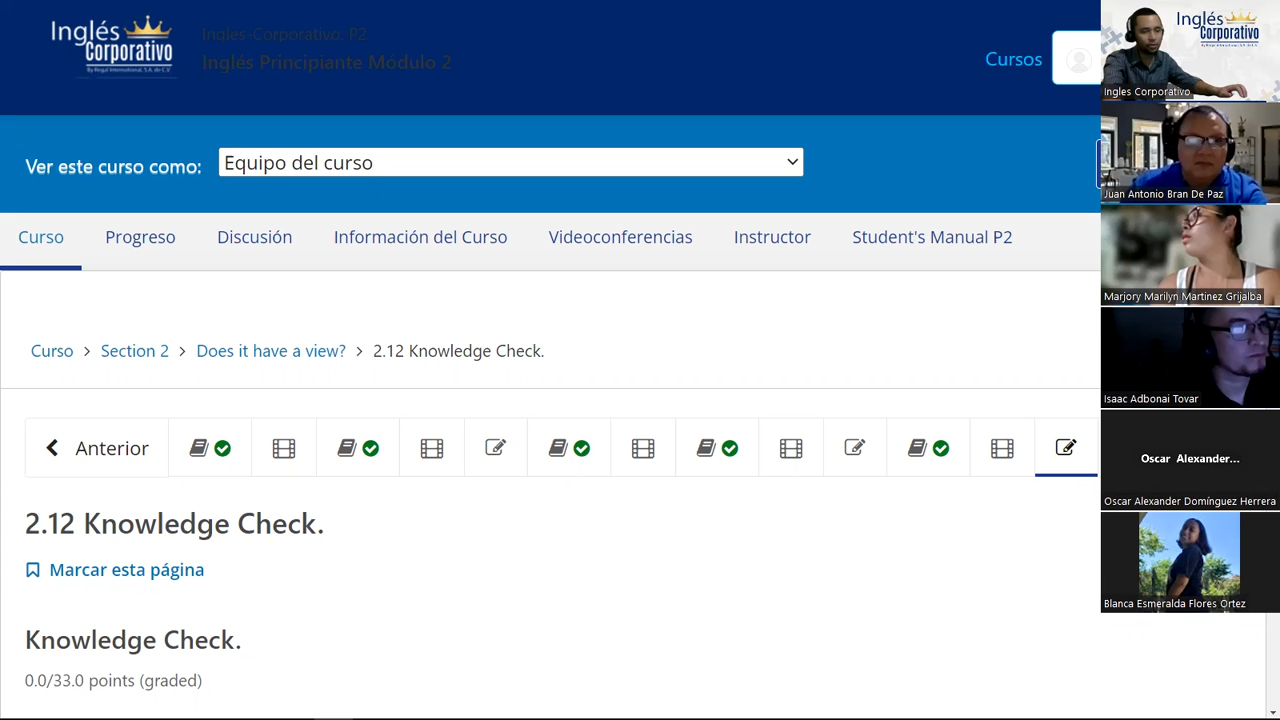 Inglés
Corporativo
By Regal International, S.A. de C.V.
Ingles-Corporativo. P2
Inglés Principiante Módulo 2
Cursos
Ver este curso como:
Equipo del curso
Curso
Progreso
Discusión
Información del Curso
Videoconferencias
Instructor
Student's Manual P2
Curso > Section 2 > Does it have a view? > 2.12 Knowledge Check.
Anterior
2.12 Knowledge Check.
Marcar esta página
Knowledge Check.
0.0/33.0 points (graded)
Inglés
Corporativo
Ingles Corporativo
Juan Antonio Bran De Paz
Marjory Marilyn Martinez Grijalba
Isaac Adbonai Tovar
Oscar Alexander...
Oscar Alexander Domínguez Herrera
Blanca Esmeralda Flores Ortez